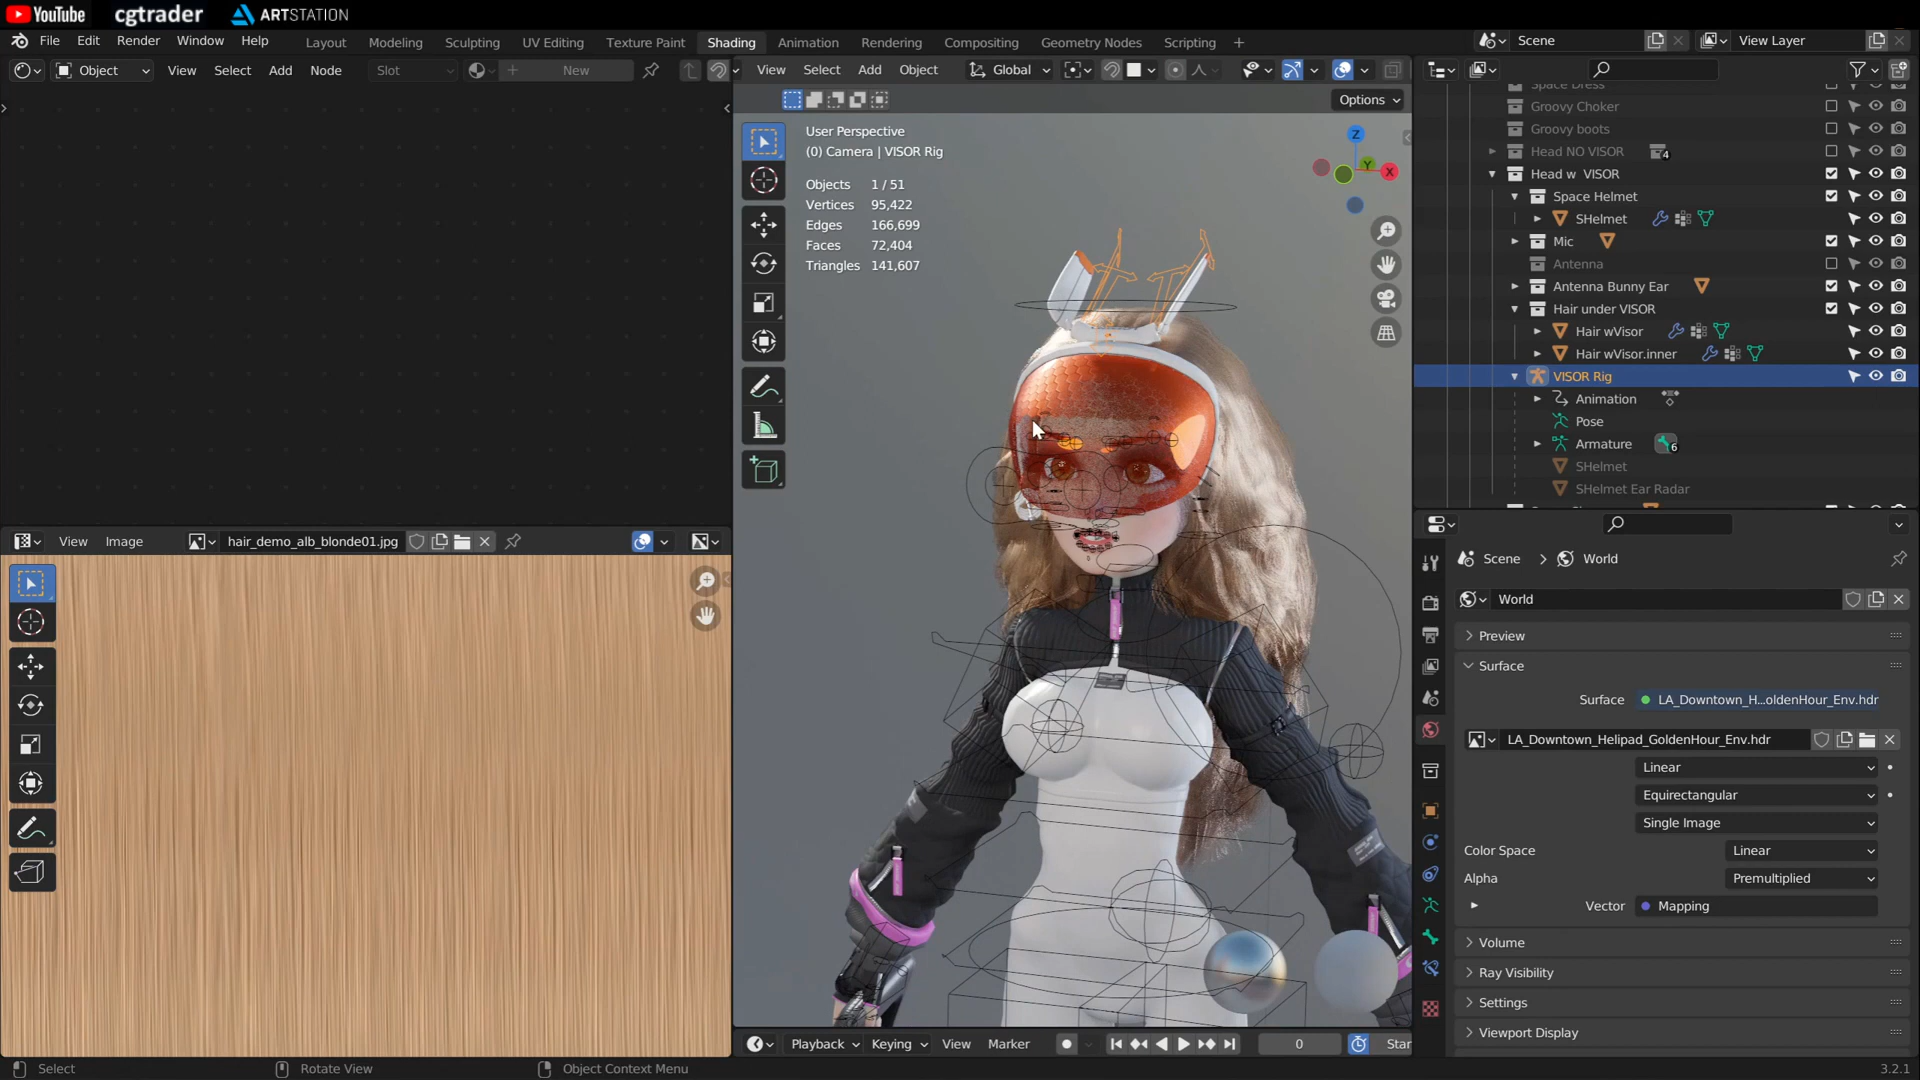 YouTube cgtrader ARTSTATION
File Edit Render Window Help Layout Modeling Sculpting UV Editing Texture Paint Shading Animation Rendering Compositing Geometry Nodes Scripting + Scene View Layer
Object View Select Add Node Slot New View Select Add Object Global
Options
User Perspective
(0) Camera | VISOR Rig
Objects 1 / 51
Vertices 95,422
Edges 166,699
Faces 72,404
Triangles 141,607
Z
Y
X
Space Dress
Groovy Choker
Groovy boots
Head NO VISOR 4
Head w VISOR
Space Helmet
SHelmet
Mic
Antenna
Antenna Bunny Ear
Hair under VISOR
Hair wVisor
Hair wVisor.inner
VISOR Rig
Animation
Pose
Armature 6
SHelmet
SHelmet Ear Radar
View Image hair_demo_alb_blonde01.jpg
Scene World
World
Preview
Surface
Surface LA_Downtown_H...oldenHour_Env.hdr
LA_Downtown_Helipad_GoldenHour_Env.hdr
Linear
Equirectangular
Single Image
Color Space Linear
Alpha Premultiplied
Vector Mapping
Volume
Ray Visibility
Settings
Viewport Display
Playback Keying View Marker 0 Star
Select Rotate View Object Context Menu 3.2.1